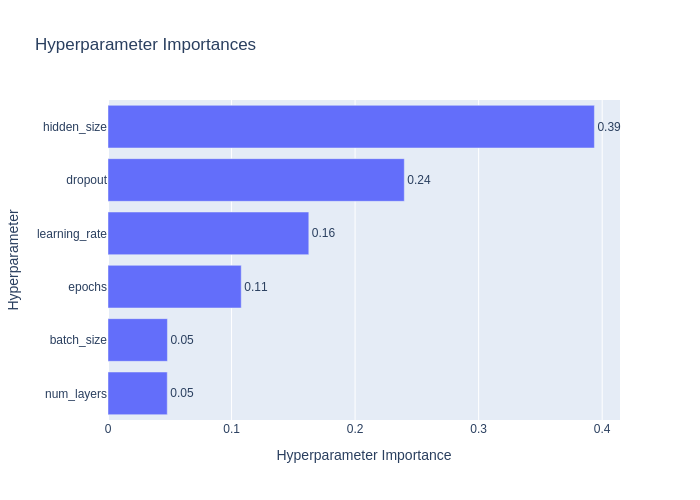 Hyperparameter Importances
hidden_size
0.39
dropout
0.24
learning_rate
0.16
epochs
0.11
batch_size
0.05
num_layers
0.05
0
0.1
0.2
0.3
0.4
Hyperparameter Importance
Hyperparameter